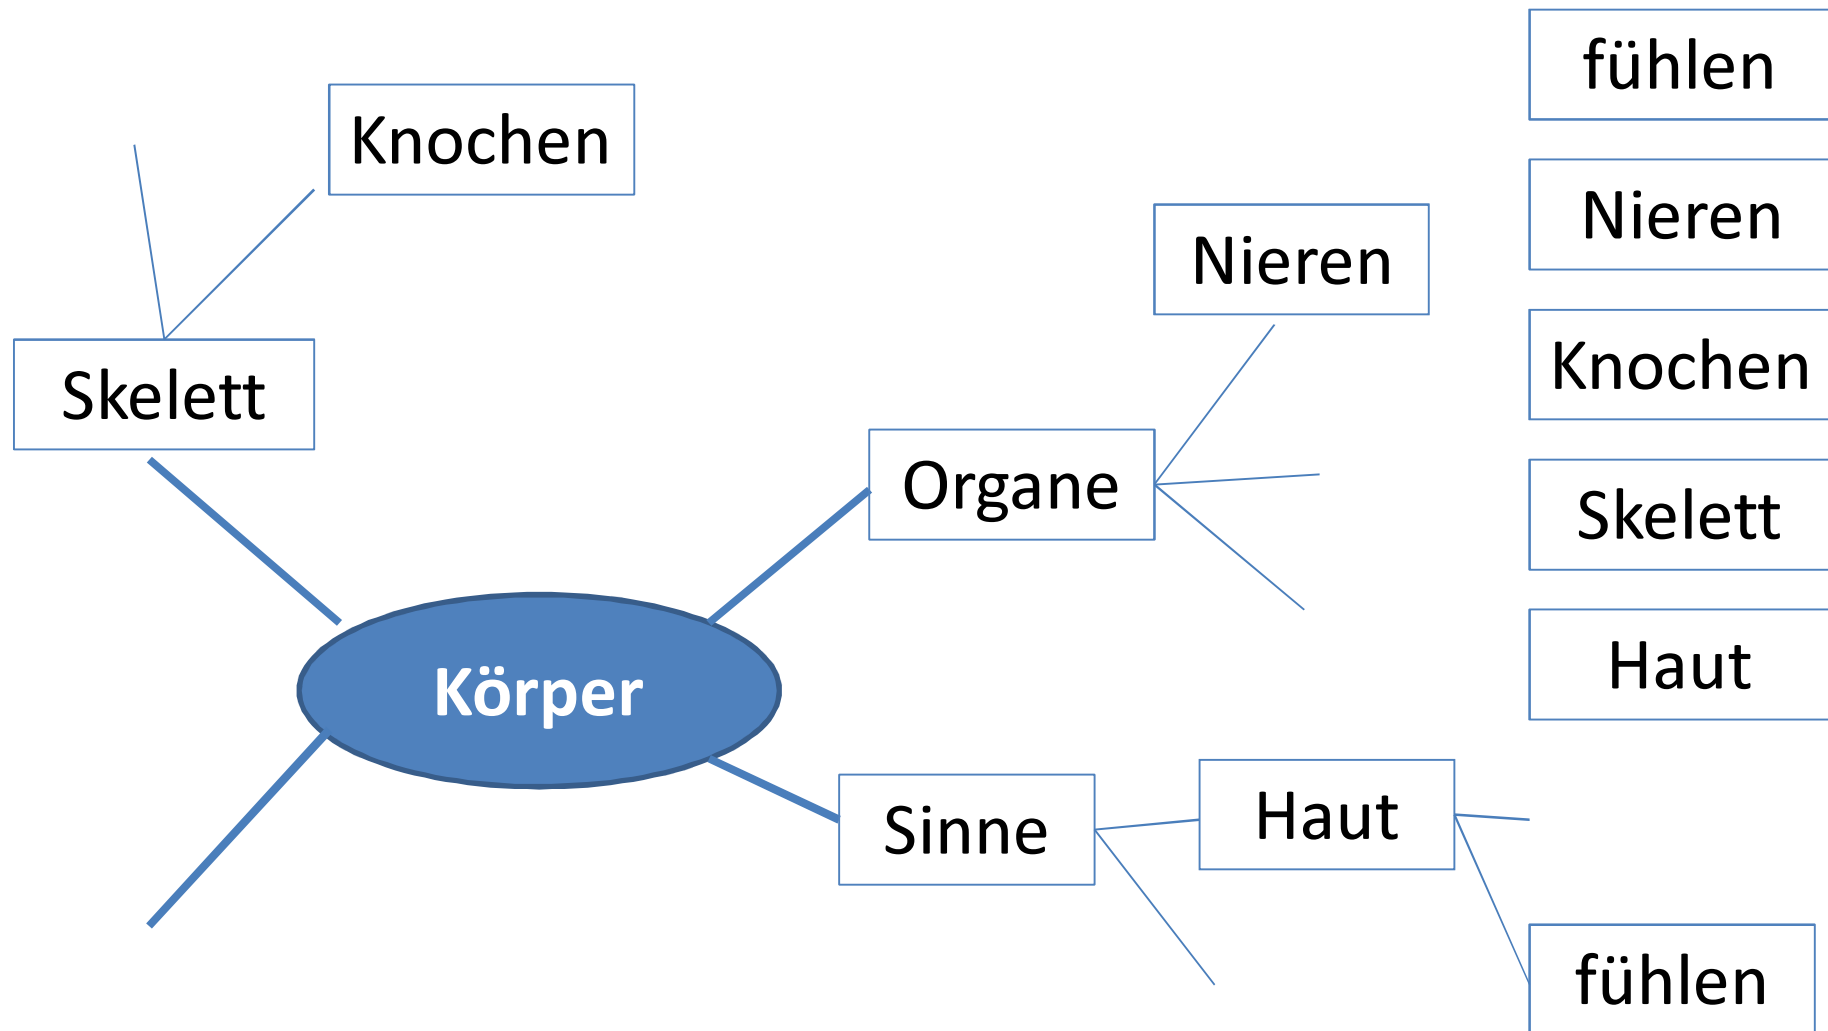 fühlen
Knochen
Nieren
Nieren
Knochen
Skelett
Organe
Skelett
Körper
Haut
Sinne
Haut
fühlen